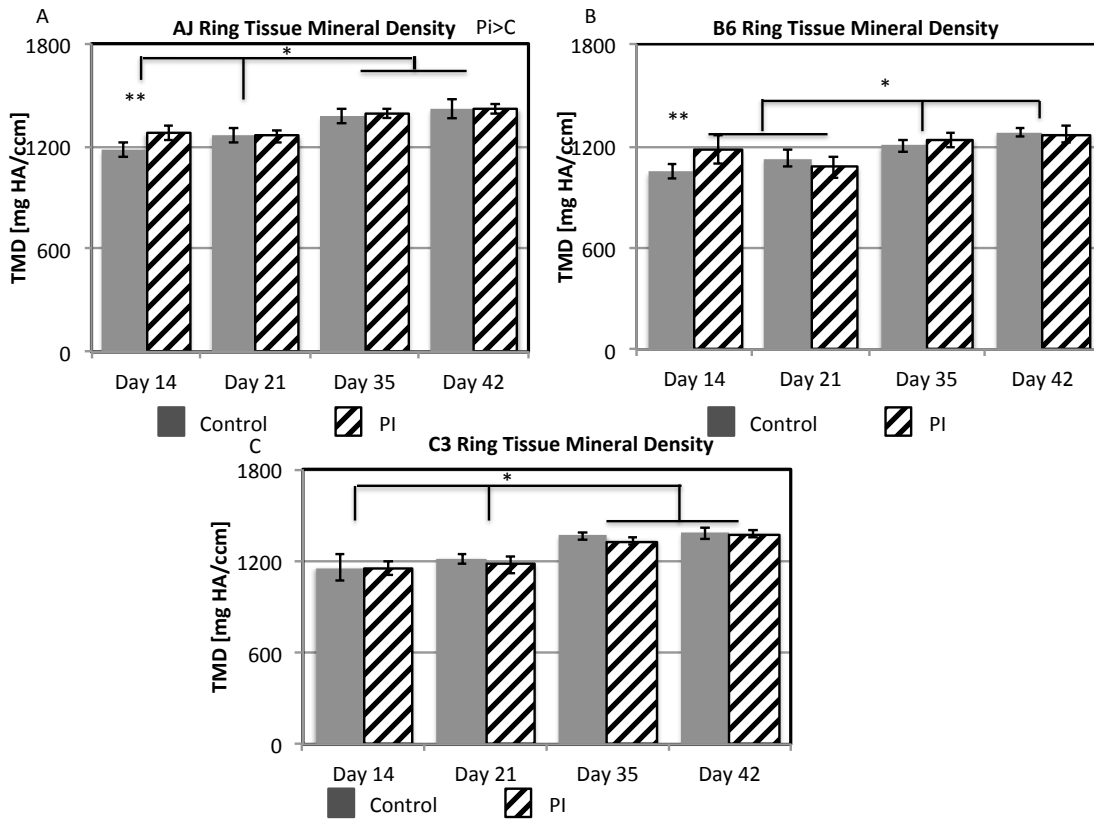 A
AJ Ring Tissue Mineral Density Pi>C
1800
1200
600
0
TMD [mg HA/ccm]
*
**
Day 14 Day 21 Day 35 Day 42
Control PI
B
B6 Ring Tissue Mineral Density
1800
1200
600
0
TMD [mg HA/ccm]
*
**
Day 14 Day 21 Day 35 Day 42
Control PI
C
C3 Ring Tissue Mineral Density
1800
1200
600
0
TMD [mg HA/ccm]
*
Day 14 Day 21 Day 35 Day 42
Control PI